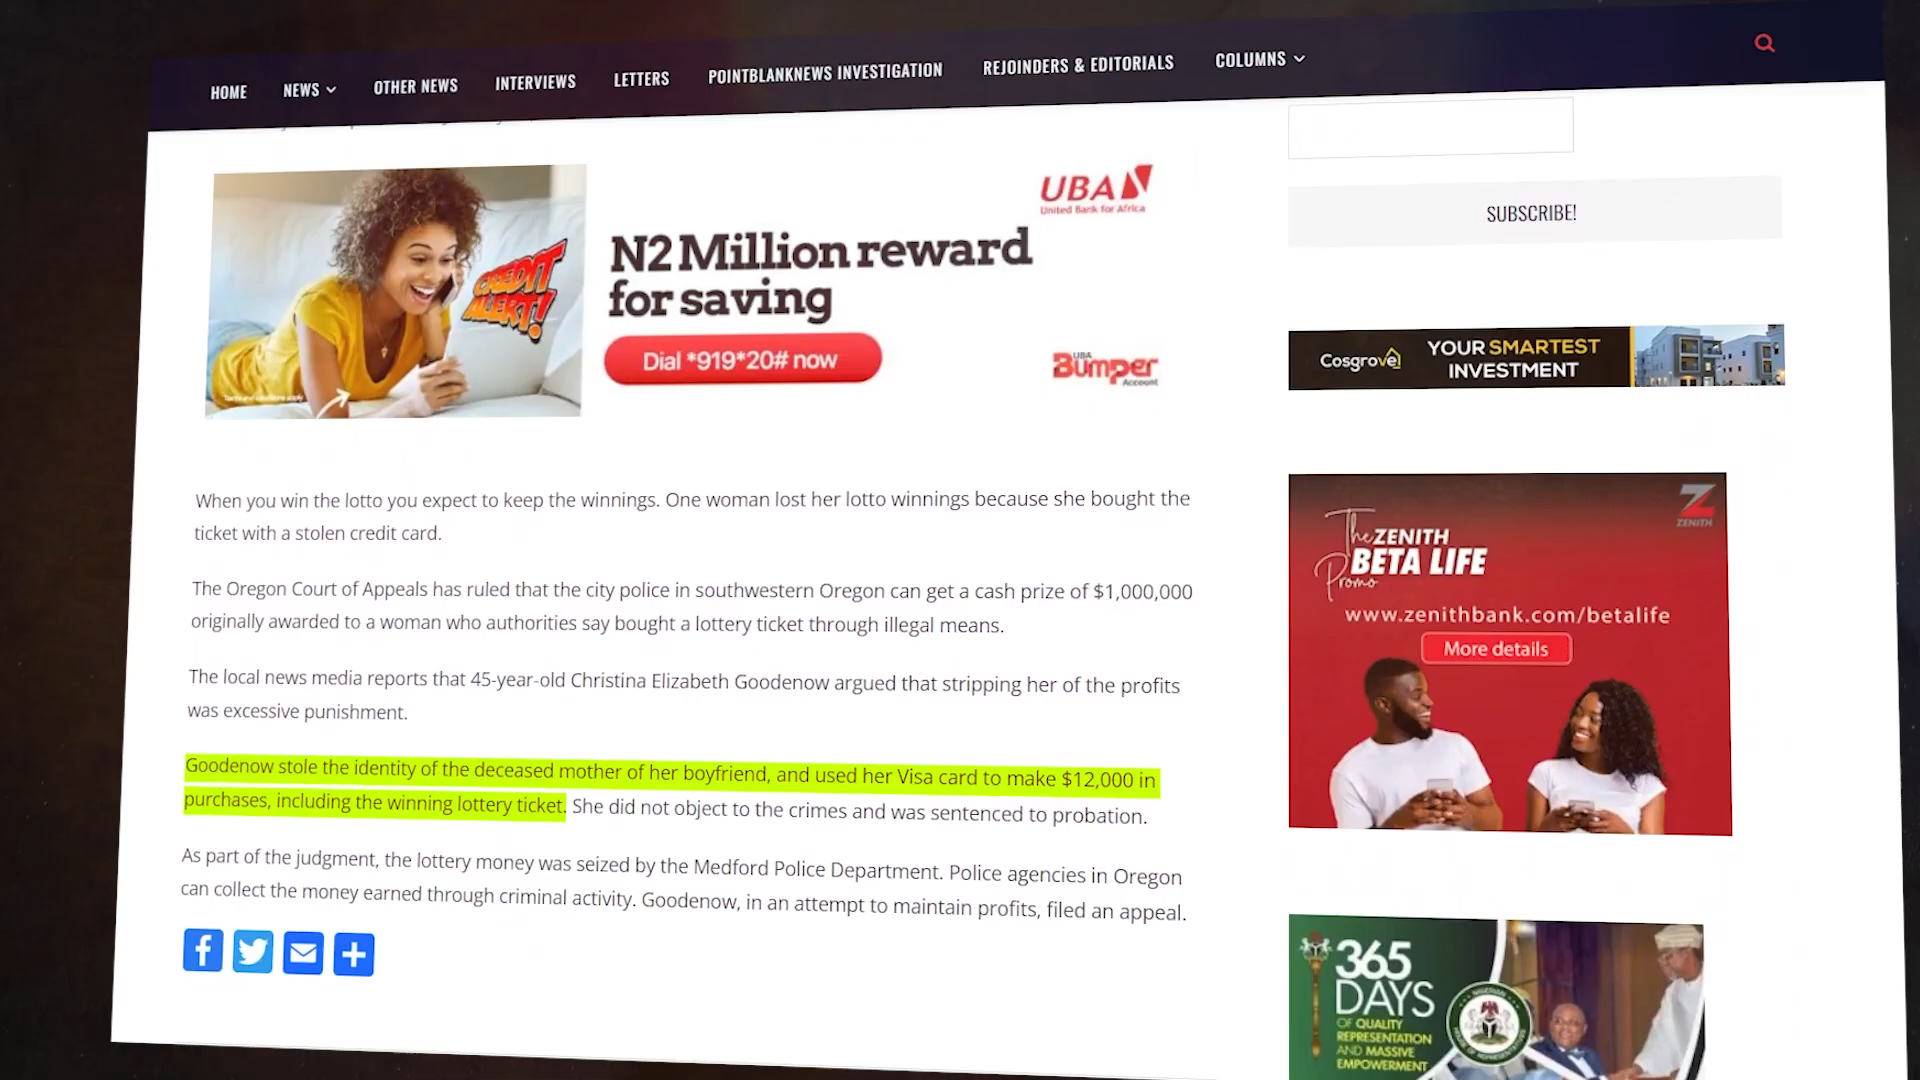 HOME
NEWS
OTHER NEWS
INTERVIEWS
LETTERS
POINTBLANKNEWS INVESTIGATION
REJOINDERS & EDITORIALS
COLUMNS
CREDIT
ALERT!
UBA
United Bank for Africa
N2 Million reward
for saving
Dial *919*20# now
UBA
Bumper
Account
When you win the lotto you expect to keep the winnings. One woman lost her lotto winnings because she bought the
ticket with a stolen credit card.
The Oregon Court of Appeals has ruled that the city police in southwestern Oregon can get a cash prize of $1,000,000
originally awarded to a woman who authorities say bought a lottery ticket through illegal means.
The local news media reports that 45-year-old Christina Elizabeth Goodenow argued that stripping her of the profits
was excessive punishment.
Goodenow stole the identity of the deceased mother of her boyfriend, and used her Visa card to make $12,000 in
purchases, including the winning lottery ticket. She did not object to the crimes and was sentenced to probation.
As part of the judgment, the lottery money was seized by the Medford Police Department. Police agencies in Oregon
can collect the money earned through criminal activity. Goodenow, in an attempt to maintain profits, filed an appeal.
SUBSCRIBE!
Cosgrove
YOUR SMARTEST
INVESTMENT
ZENITH
The ZENITH
BETA LIFE
Promo
www.zenithbank.com/betalife
More details
365
DAYS
OF QUALITY
REPRESENTATION
AND MASSIVE
EMPOWERMENT